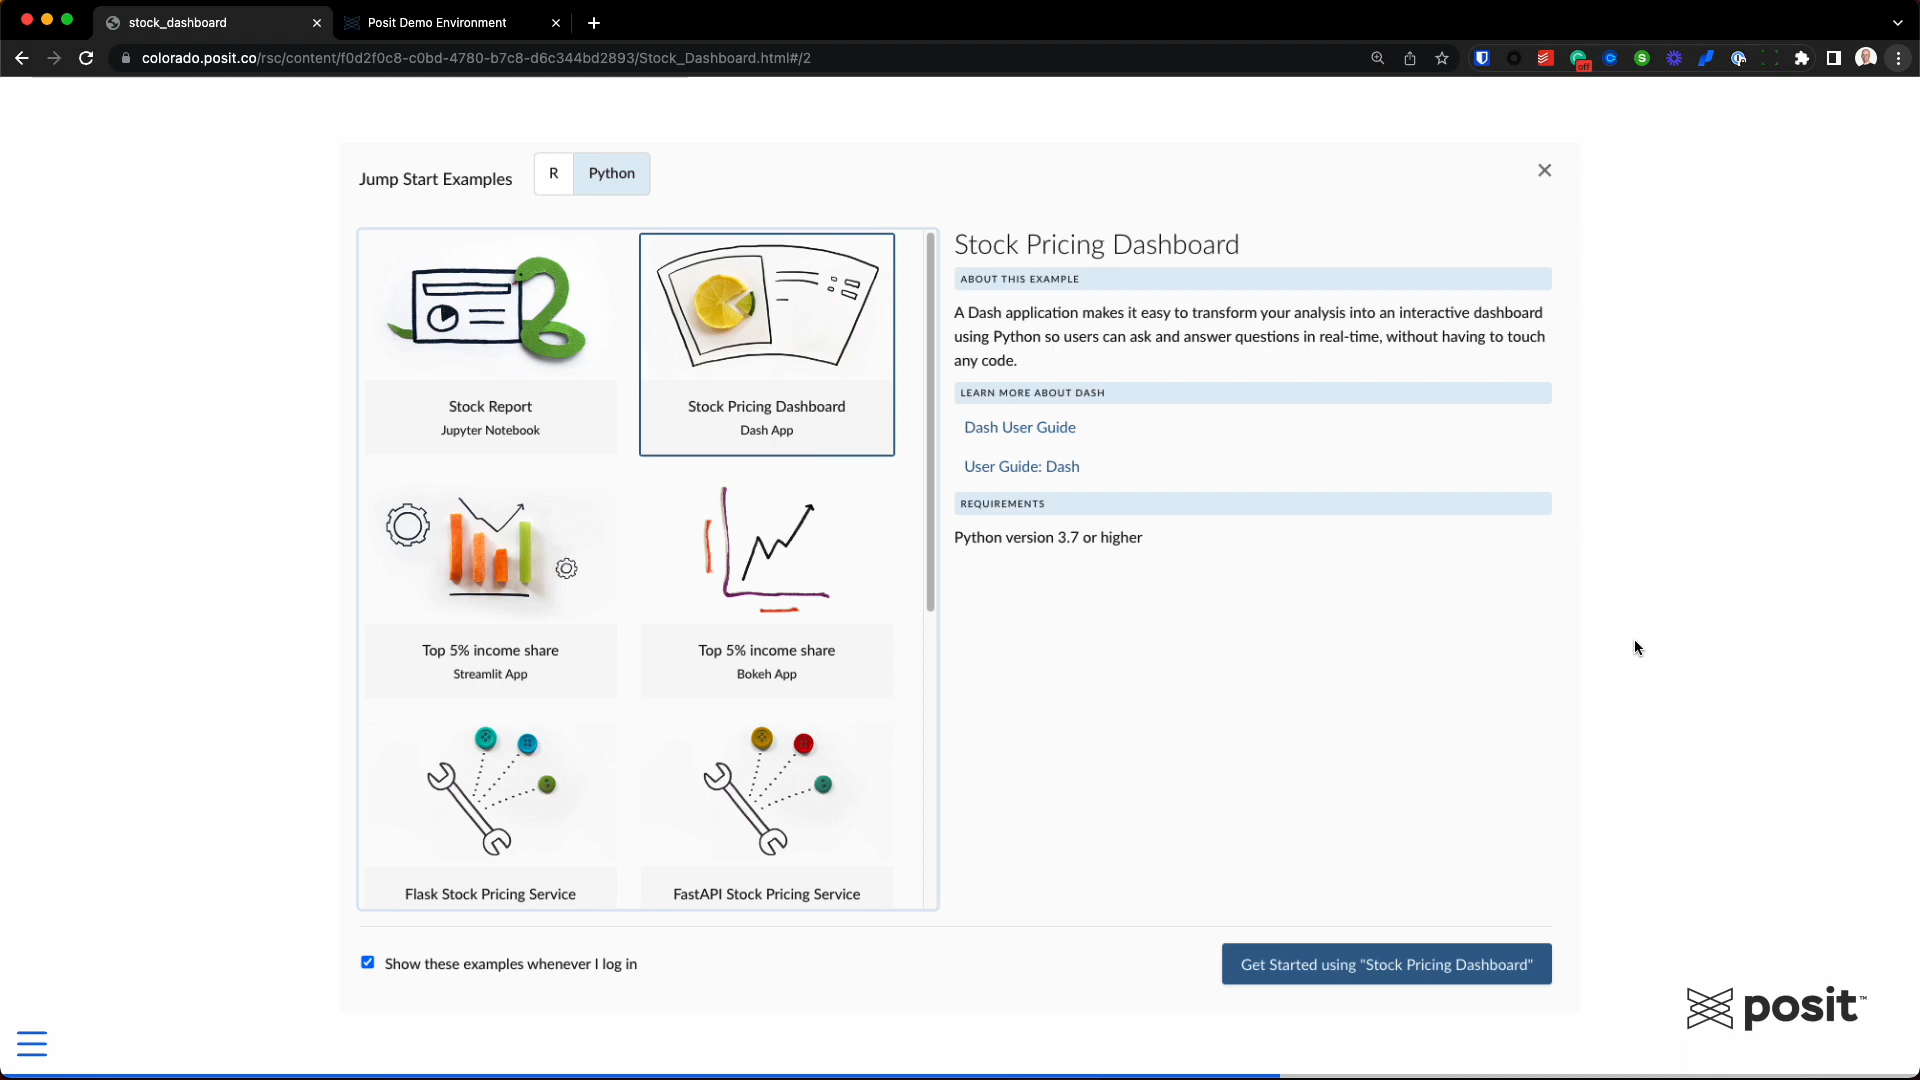 stock_dashboard
Posit Demo Environment
colorado.posit.co/rsc/content/f0d2f0c8-c0bd-4780-b7c8-d6c344bd2893/Stock_Dashboard.html#/2
off
Jump Start Examples
R
Python
Stock Report
Jupyter Notebook
Stock Pricing Dashboard
Dash App
Top 5% income share
Streamlit App
Top 5% income share
Bokeh App
Flask Stock Pricing Service
FastAPI Stock Pricing Service
Stock Pricing Dashboard
ABOUT THIS EXAMPLE
A Dash application makes it easy to transform your analysis into an interactive dashboard
using Python so users can ask and answer questions in real-time, without having to touch
any code.
LEARN MORE ABOUT DASH
Dash User Guide
User Guide: Dash
REQUIREMENTS
Python version 3.7 or higher
Show these examples whenever I log in
Get Started using "Stock Pricing Dashboard"
posit™